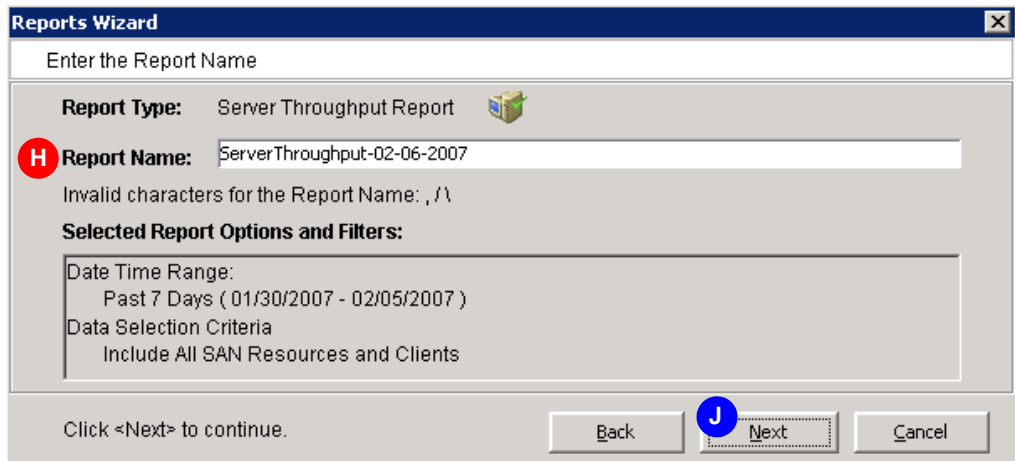 Reports Wizard
Enter the Report Name
Report Type: Server Throughput Report
H Report Name: ServerThroughput-02-06-2007
Invalid characters for the Report Name: , / \
Selected Report Options and Filters:
Date Time Range:
Past 7 Days ( 01/30/2007 - 02/05/2007 )
Data Selection Criteria
Include All SAN Resources and Clients
Click <Next> to continue. Back J Next Cancel